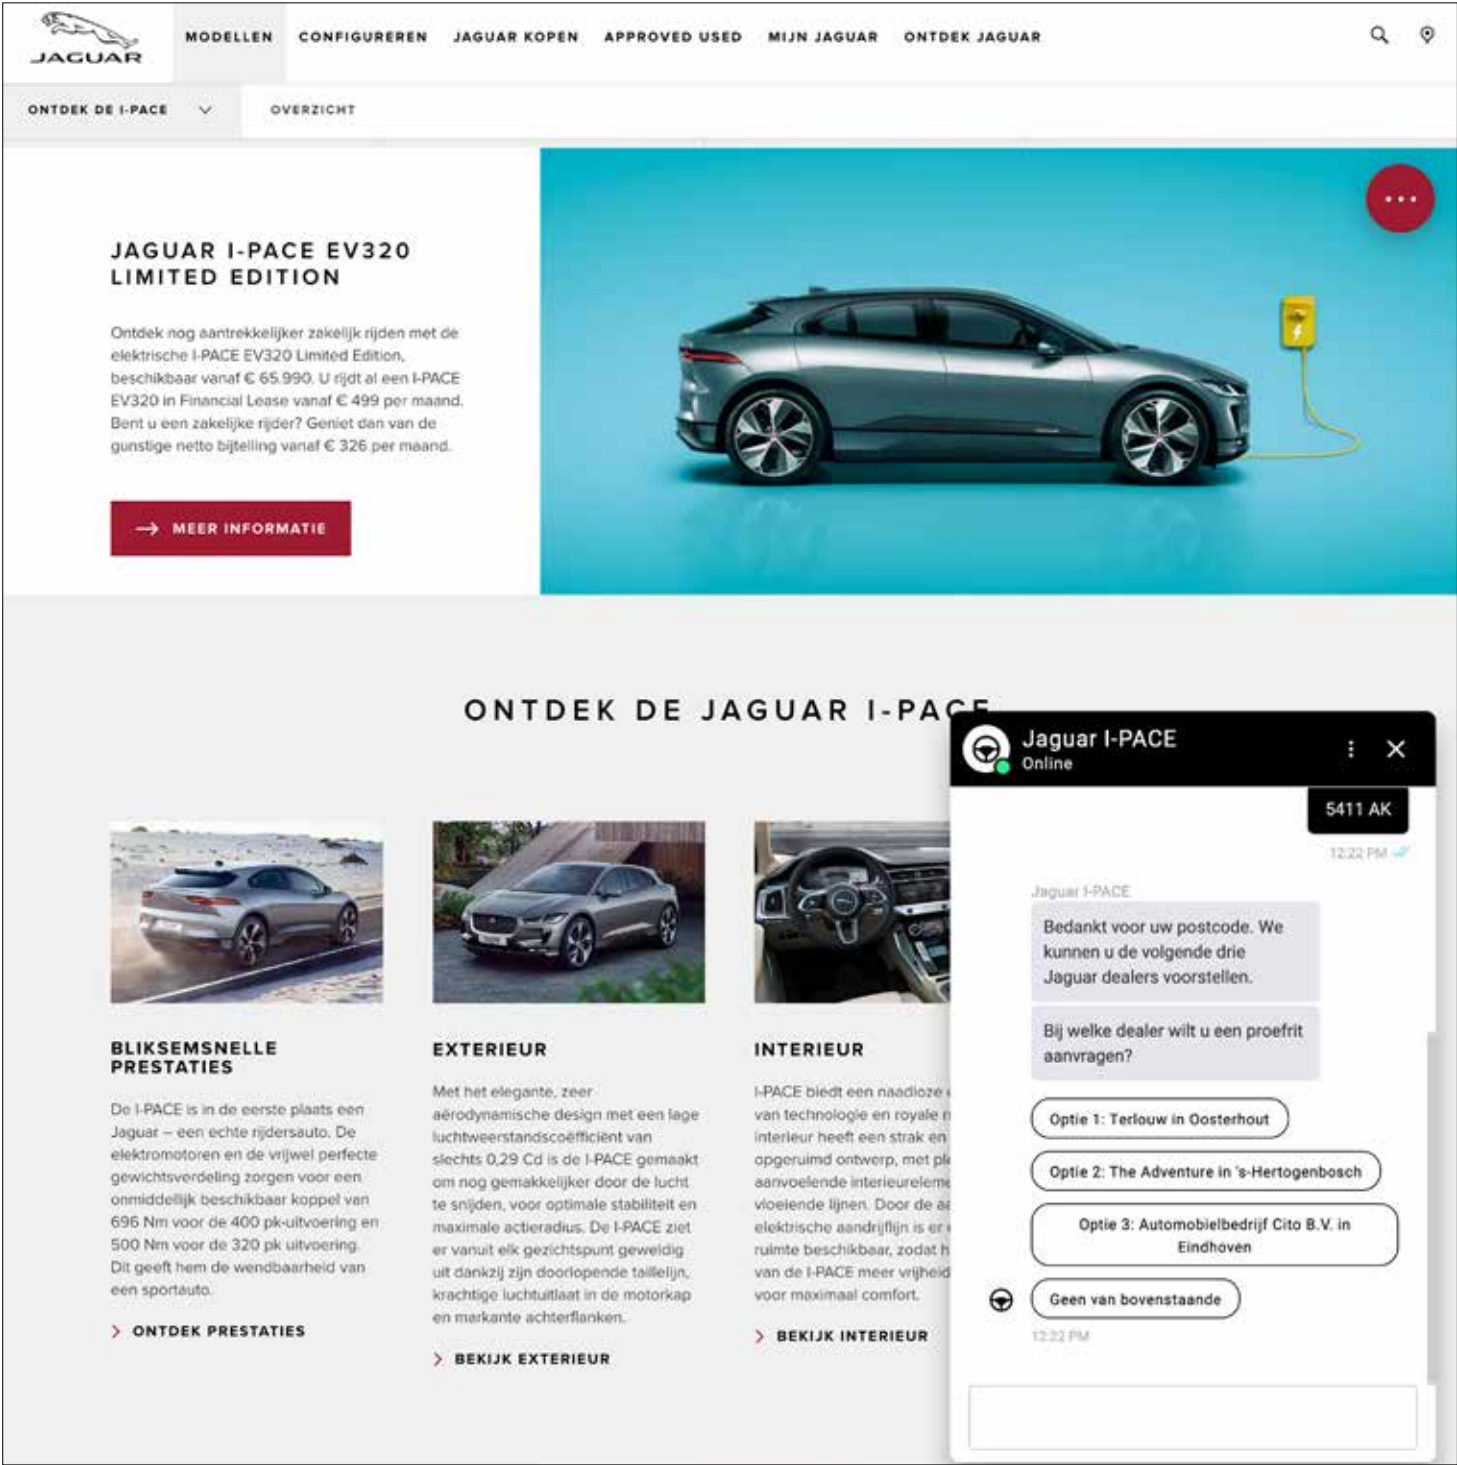 JAGUAR
MODELLEN
CONFIGUREREN
JAGUAR KOPEN
APPROVED USED
MIJN JAGUAR
ONTDEK JAGUAR
ONTDEK DE I-PACE
OVERZICHT
JAGUAR I-PACE EV320
LIMITED EDITION
Ontdek nog aantrekkelijker zakelijk rijden met de
elektrische I-PACE EV320 Limited Edition,
beschikbaar vanaf € 65.990. U rijdt al een I-PACE
EV320 in Financial Lease vanaf € 499 per maand.
Bent u een zakelijke rijder? Geniet dan van de
gunstige netto bijtelling vanaf € 326 per maand.
MEER INFORMATIE
ONTDEK DE JAGUAR I-PACE
BLIKSEMSNELLE
PRESTATIES
De I-PACE is in de eerste plaats een
Jaguar – een echte rijdersauto. De
elektromotoren en de vrijwel perfecte
gewichtsverdeling zorgen voor een
onmiddellijk beschikbaar koppel van
696 Nm voor de 400 pk-uitvoering en
500 Nm voor de 320 pk uitvoering.
Dit geeft hem de wendbaarheid van
een sportauto.
ONTDEK PRESTATIES
EXTERIEUR
Met het elegante, zeer
aërodynamische design met een lage
luchtweerstandscoëfficiënt van
slechts 0,29 Cd is de I-PACE gemaakt
om nog gemakkelijker door de lucht
te snijden, voor optimale stabiliteit en
maximale actieradius. De I-PACE ziet
er vanuit elk gezichtspunt geweldig
uit dankzij zijn doorlopende taillelijn,
krachtige luchtuitlaat in de motorkap
en markante achterflanken.
BEKIJK EXTERIEUR
INTERIEUR
I-PACE biedt een naadloze
van technologie en royale
interieur heeft een strak en
opgeruimd ontwerp, met
aanvoelende
vloeiende lijnen. Door de
elektrische aandrijflijn is er
ruimte beschikbaar, zodat
van de I-PACE meer vrijheid
voor maximaal comfort.
BEKIJK INTERIEUR
Jaguar I-PACE
Online
5411 AK
12:22 PM
Jaguar I-PACE
Bedankt voor uw postcode. We
kunnen u de volgende drie
Jaguar dealers voorstellen.
Bij welke dealer wilt u een proefrit
aanvragen?
Optie 1: Terlouw in Oosterhout
Optie 2: The Adventure in 's-Hertogenbosch
Optie 3: Automobielbedrijf Cito B.V. in
Eindhoven
Geen van bovenstaande
12:22 PM